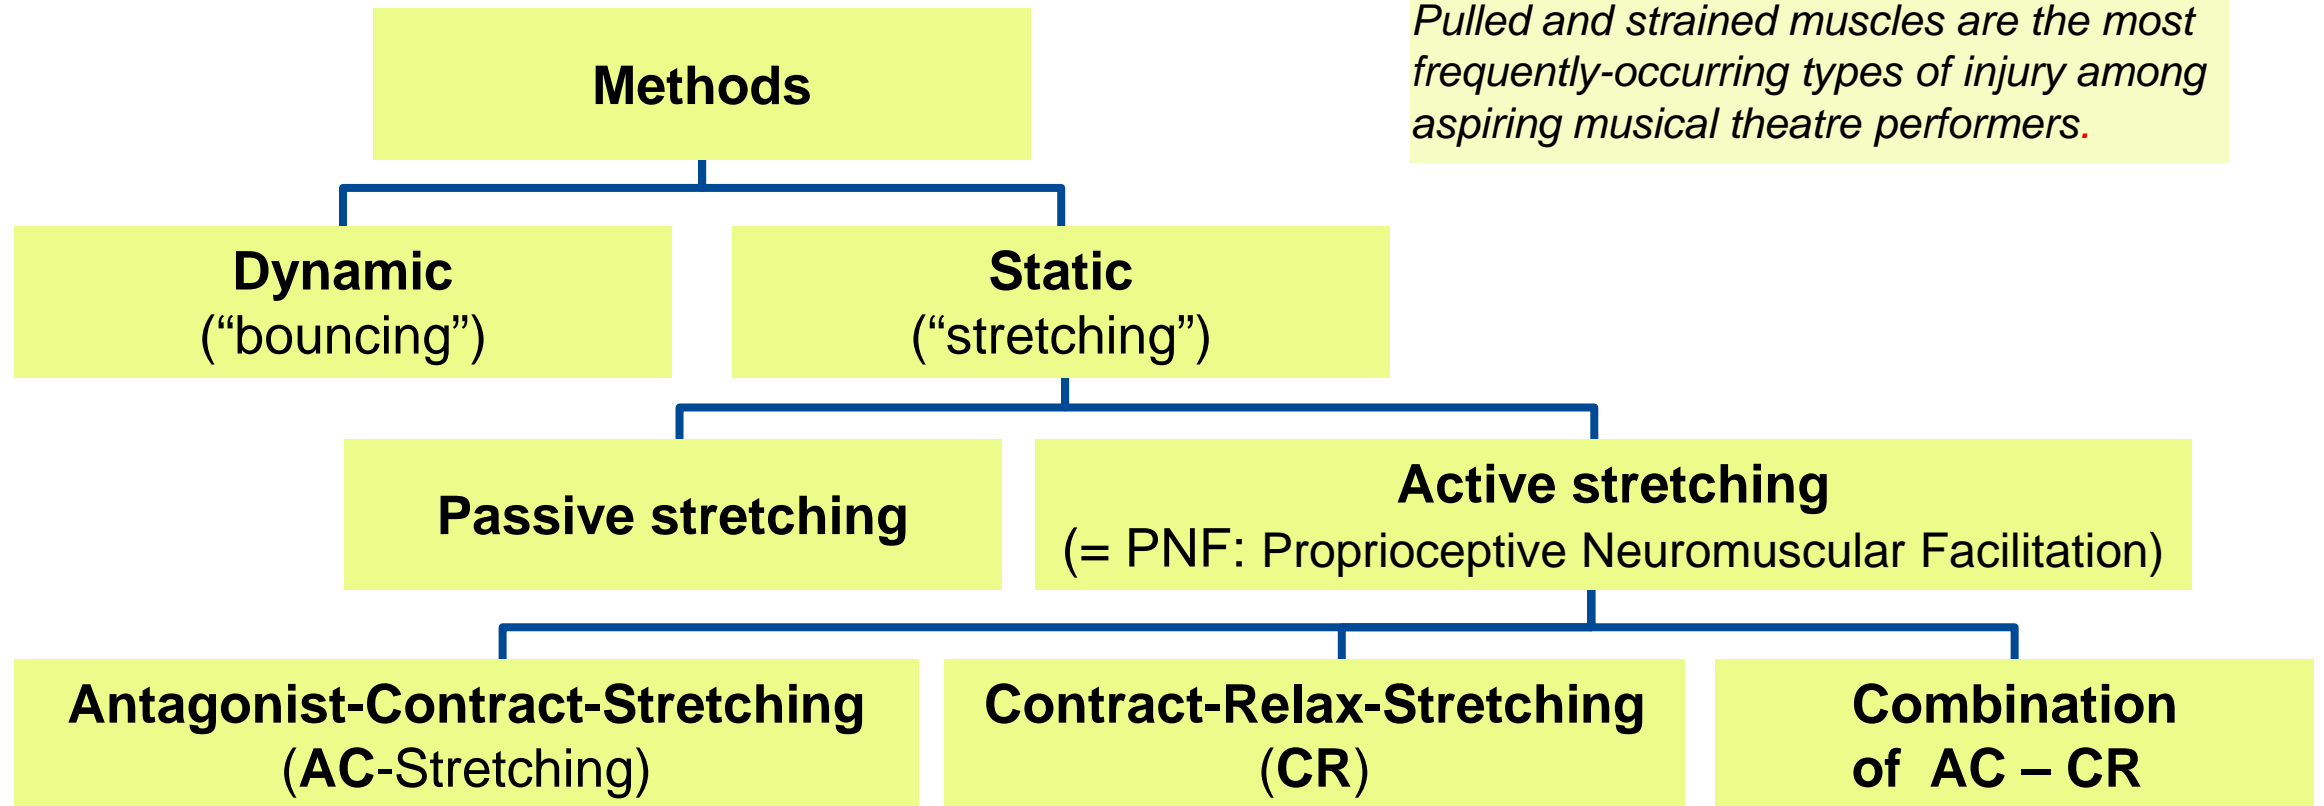 Methods
Pulled and strained muscles are the most
frequently-occurring types of injury among
aspiring musical theatre performers.
Dynamic
(“bouncing”)
Static
(“stretching”)
Passive stretching
Active stretching
(= PNF: Proprioceptive Neuromuscular Facilitation)
Antagonist-Contract-Stretching
(AC-Stretching)
Contract-Relax-Stretching
(CR)
Combination
of AC – CR